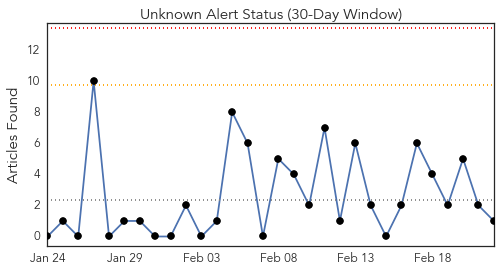 Unknown Alert Status (30-Day Window)
12
10
8
6
4
2
0
Articles Found
Jan 24
Jan 29
Feb 03
Feb 08
Feb 13
Feb 18